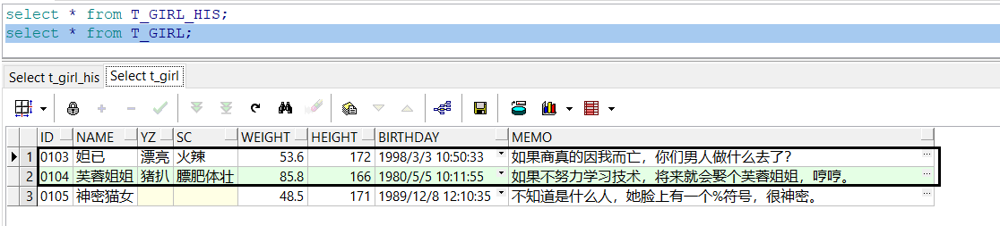 select * from T_GIRL_HIS;
select * from T_GIRL;
Select t_girl_his Select t_girl
ID NAME YZ SC WEIGHT HEIGHT BIRTHDAY MEMO
1 0103 妲已 漂亮 火辣 53.6 172 1998/3/3 10:50:33 如果商真的因我而亡，你们男人做什么去了?
2 0104 芙蓉姐姐 猪扒 膘肥体壮 85.8 166 1980/5/5 10:11:55 如果不努力学习技术，将来就会娶个芙蓉姐姐，哼哼。
3 0105 神密猫女 48.5 171 1989/12/8 12:10:35 不知道是什么人，她脸上有一个%符号，很神密。